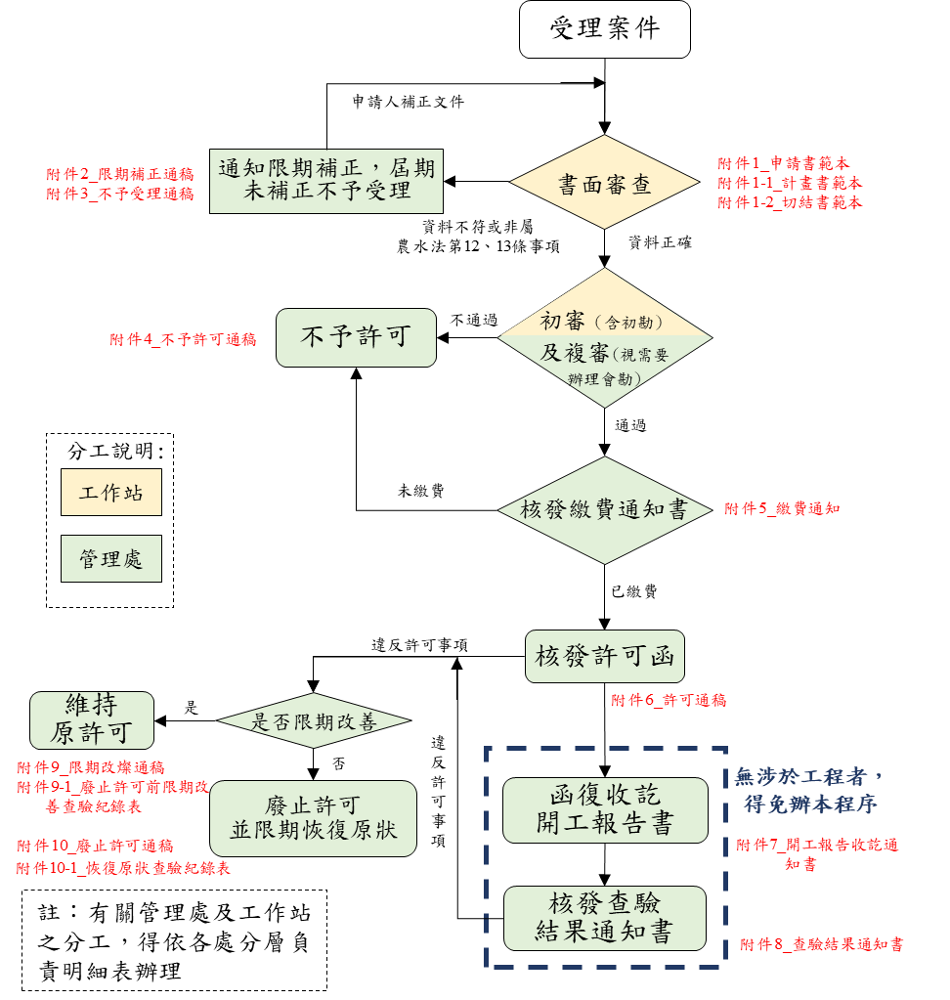 受理案件
申請人補正文件
附件2_限期補正通稿
附件3_不予受理通稿
通知限期補正，屆期
未補正不予受理
書面審查
附件1_申請書範本
附件1-1_計畫書範本
附件1-2_切結書範本
資料不符或非屬
農水法第12、13條事項
資料正確
附件4_不予許可通稿
不予許可
不通過
初審（含初勘）
及複審(視需要
辦理會勘)
通過
分工說明:
工作站
管理處
未繳費
核發繳費通知書
附件5_繳費通知
已繳費
違反許可事項
核發許可函
附件6_許可通稿
維持
原許可
是
是否限期改善
否
附件9_限期改燦通稿
附件9-1_廢止許可前限期改
善查驗紀錄表
廢止許可
並限期恢復原狀
附件10_廢止許可通稿
附件10-1_恢復原狀查驗紀錄表
違反許可事項
函復收訖
開工報告書
無涉於工程者，
得免辦本程序
附件7_開工報告收訖通
知書
核發查驗
結果通知書
附件8_查驗結果通知書
註：有關管理處及工作站
之分工，得依各處分層負
責明細表辦理